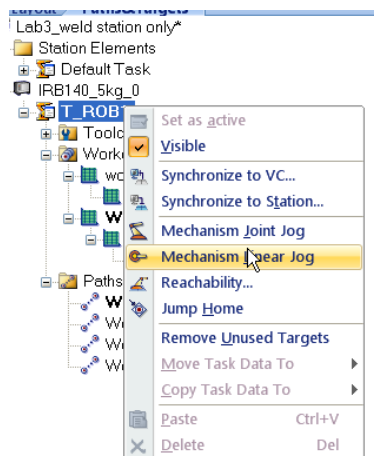 Layout Paths&Targets
Lab3_weld station only*
Station Elements
Default Task
IRB140_5kg_0
T_ROB1
Set as active
Visible
Synchronize to VC...
Synchronize to Station...
Mechanism Joint Jog
Mechanism Linear Jog
Paths
Reachability...
Jump Home
Remove Unused Targets
Move Task Data To
Copy Task Data To
Paste Ctrl+V
Delete Del